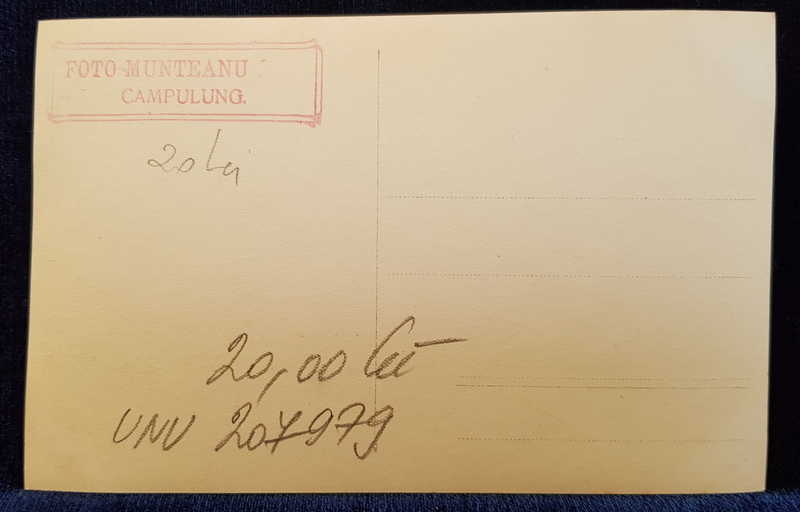 FOTO MUNTEANU
CAMPULUNG.
20 lei
20,00 lei
UNV 207979